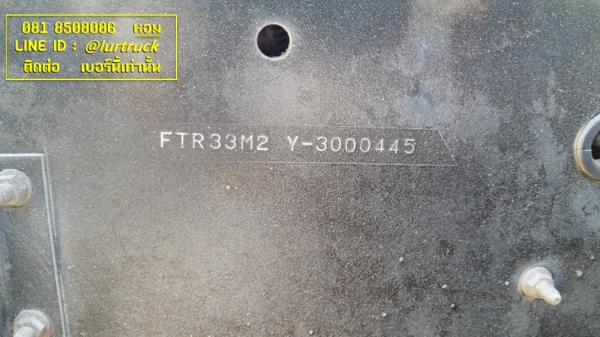 081 8508086 หอม
LINE ID : @lurtruck
ติดต่อ เบอร์นี้เท่านั้น
FTR33M2 Y-3000445